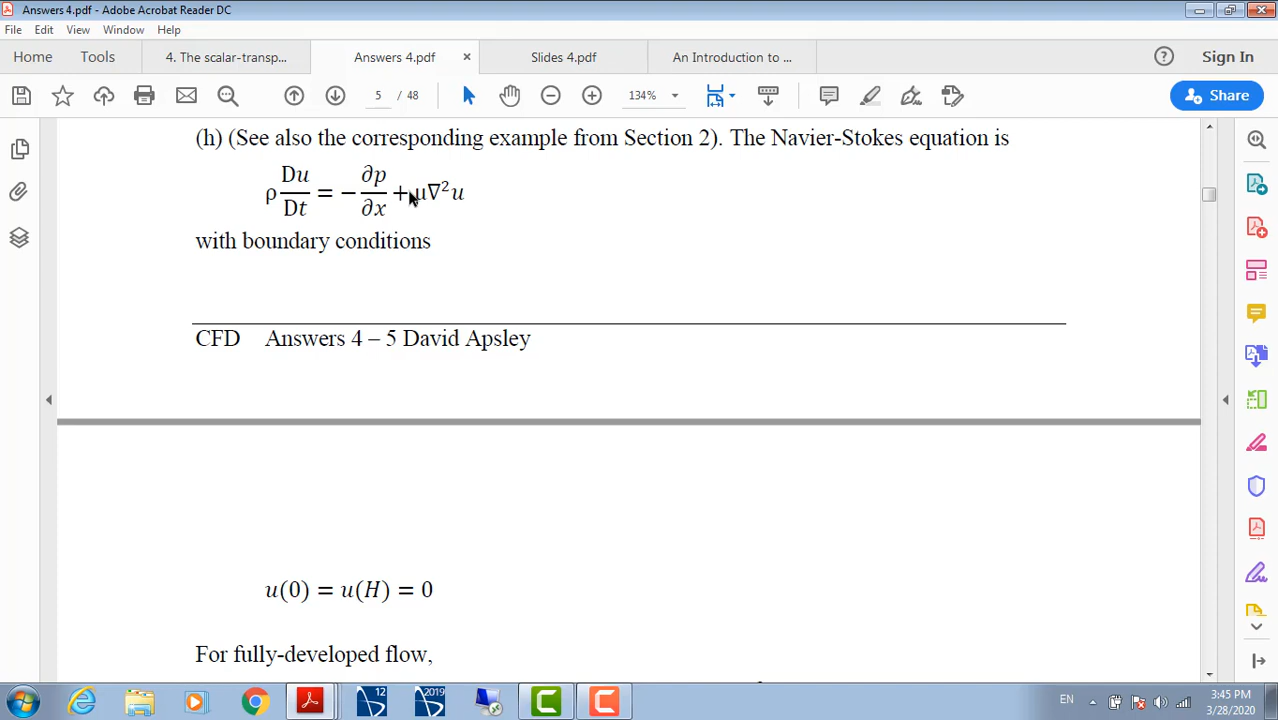 Answers 4.pdf - Adobe Acrobat Reader DC
File Edit View Window Help
Home Tools 4. The scalar-transp... Answers 4.pdf × Slides 4.pdf An Introduction to ... Sign In
5 / 48 134% Share
(h) (See also the corresponding example from Section 2). The Navier-Stokes equation is
ρ Du/Dt = − ∂p/∂x + μ∇²u
with boundary conditions
CFD Answers 4 – 5 David Apsley
u(0) = u(H) = 0
For fully-developed flow,
12 2019 EN 3:45 PM
3/28/2020